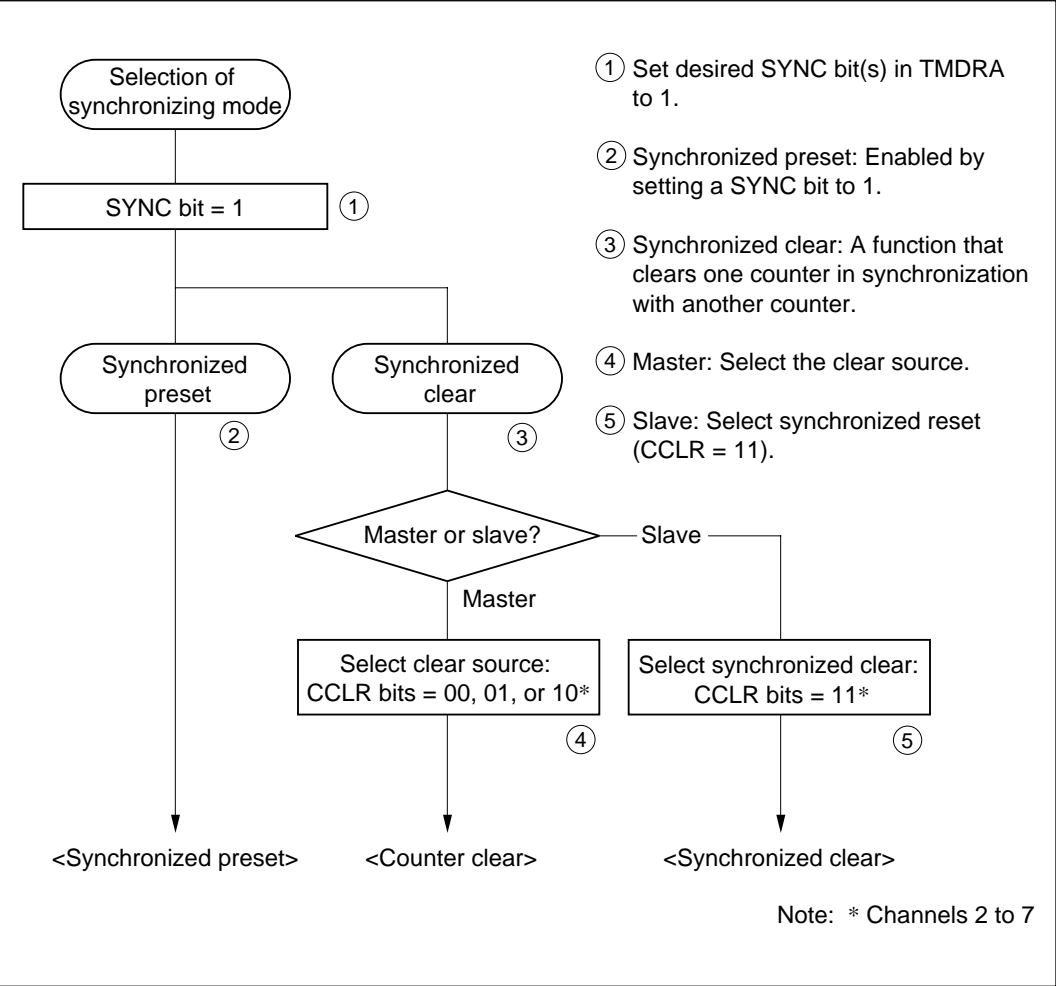 Selection of
synchronizing mode
SYNC bit = 1
①
Synchronized
preset
②
Synchronized
clear
③
Master or slave?
Slave
Master
Select clear source:
CCLR bits = 00, 01, or 10*
④
Select synchronized clear:
CCLR bits = 11*
⑤
<Synchronized preset>
<Counter clear>
<Synchronized clear>
① Set desired SYNC bit(s) in TMDRA
to 1.
② Synchronized preset: Enabled by
setting a SYNC bit to 1.
③ Synchronized clear: A function that
clears one counter in synchronization
with another counter.
④ Master: Select the clear source.
⑤ Slave: Select synchronized reset
(CCLR = 11).
Note: * Channels 2 to 7